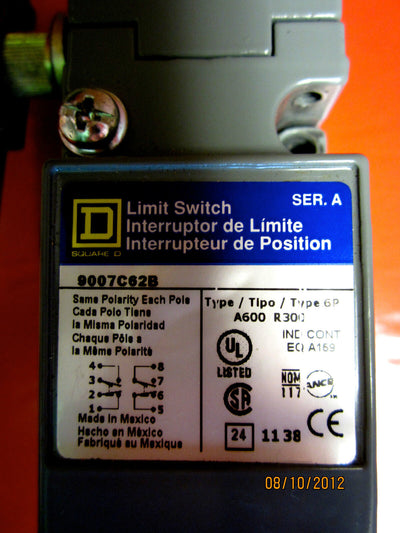 SER. A
Limit Switch
Interruptor de Límite
Interrupteur de Position
D
SQUARE D
9007C62B
Same Polarity Each Pole
Cada Polo Tiene
la Misma Polaridad
Chaque Pôle a
la Même Polarité
4 8
3 7
2 6
1 5
Made in Mexico
Hecho en México
Fabriqué au Mexique
Type / Tipo / Type 6P
A600 R300
UL
LISTED
IND CONT
EQ A159
NOM
117
ANCE
SA
24 1138 CE
08/10/2012